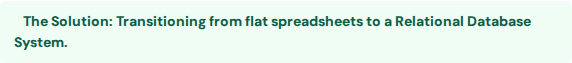 The Solution: Transitioning from flat spreadsheets to a Relational Database
System.